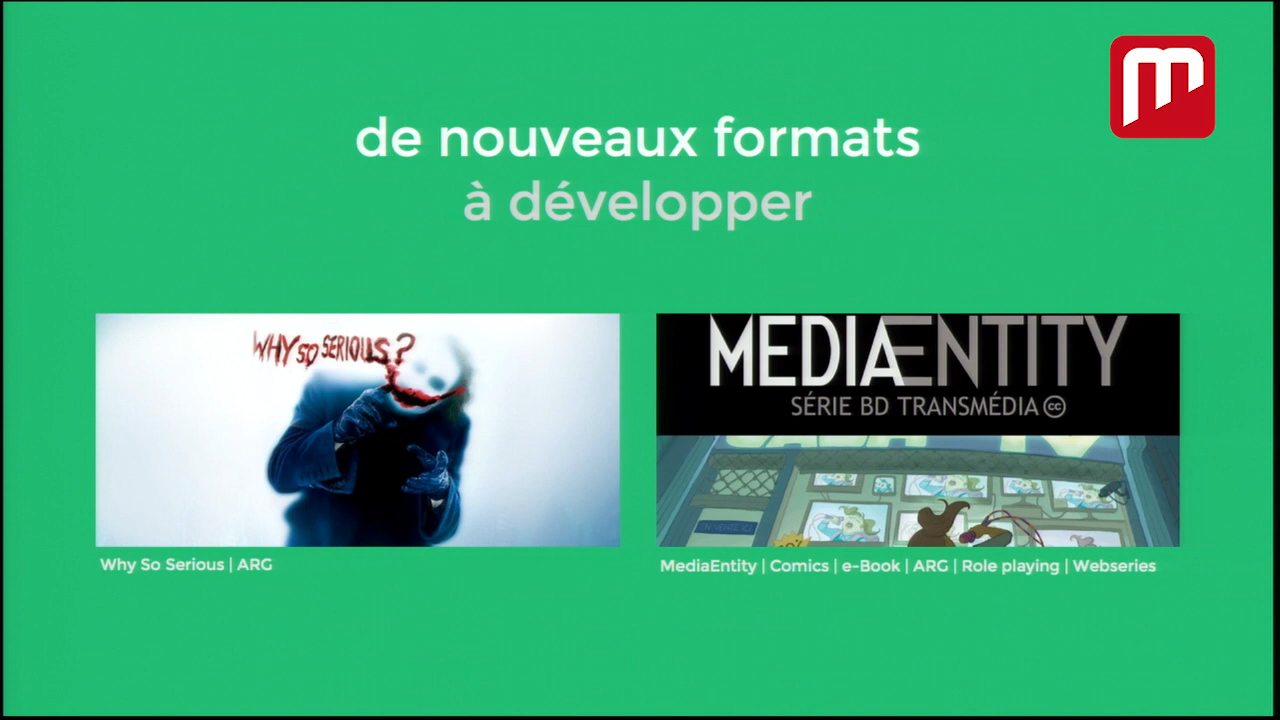 de nouveaux formats
à développer
WHY SO SERIOUS?
MEDIAENTITY
SÉRIE BD TRANSMÉDIA cc
Why So Serious | ARG
MediaEntity | Comics | e-Book | ARG | Role playing | Webseries